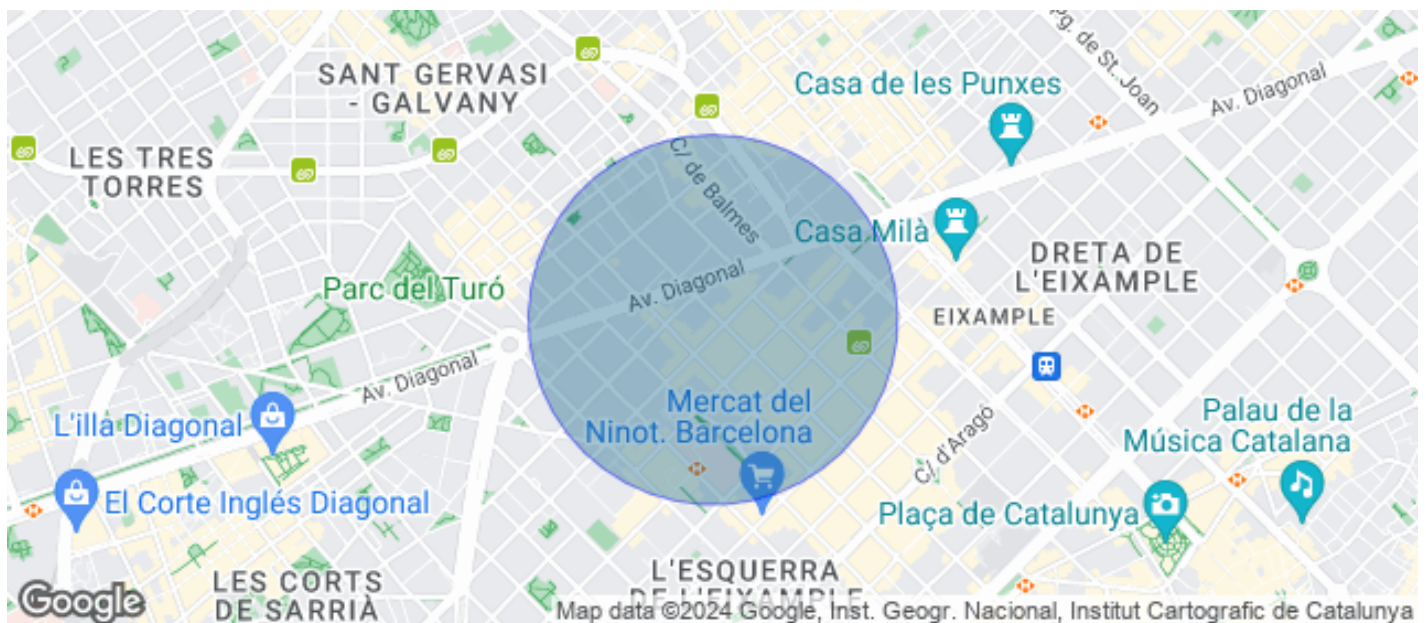 SANT GERVASI
- GALVANY
pg. de St. Joan
Casa de les Punxes
Av. Diagonal
LES TRES
TORRES
C/ de Balmes
Casa Milà
DRETA DE
L'EIXAMPLE
Parc del Turó
Av. Diagonal
EIXAMPLE
Av. Diagonal
Mercat del
Ninot. Barcelona
L'illa Diagonal
C/ d'Aragó
Palau de la
Música Catalana
El Corte Inglés Diagonal
Plaça de Catalunya
LES CORTS
DE SARRIÀ
L'ESQUERRA
DE L'EIXAMPLE
Google
Map data ©2024 Google, Inst. Geogr. Nacional, Institut Cartografic de Catalunya